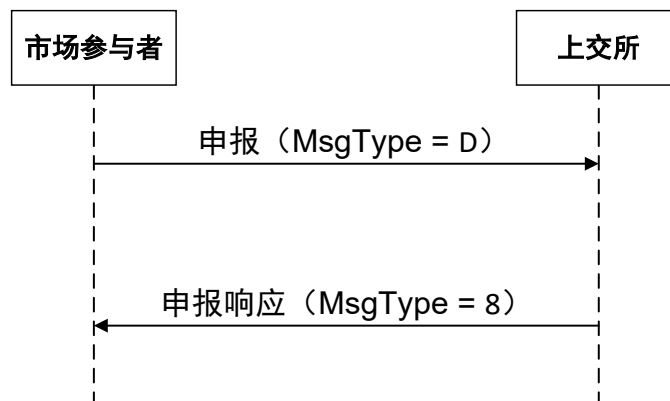 市场参与者
上交所
申报（MsgType = D）
申报响应（MsgType = 8）